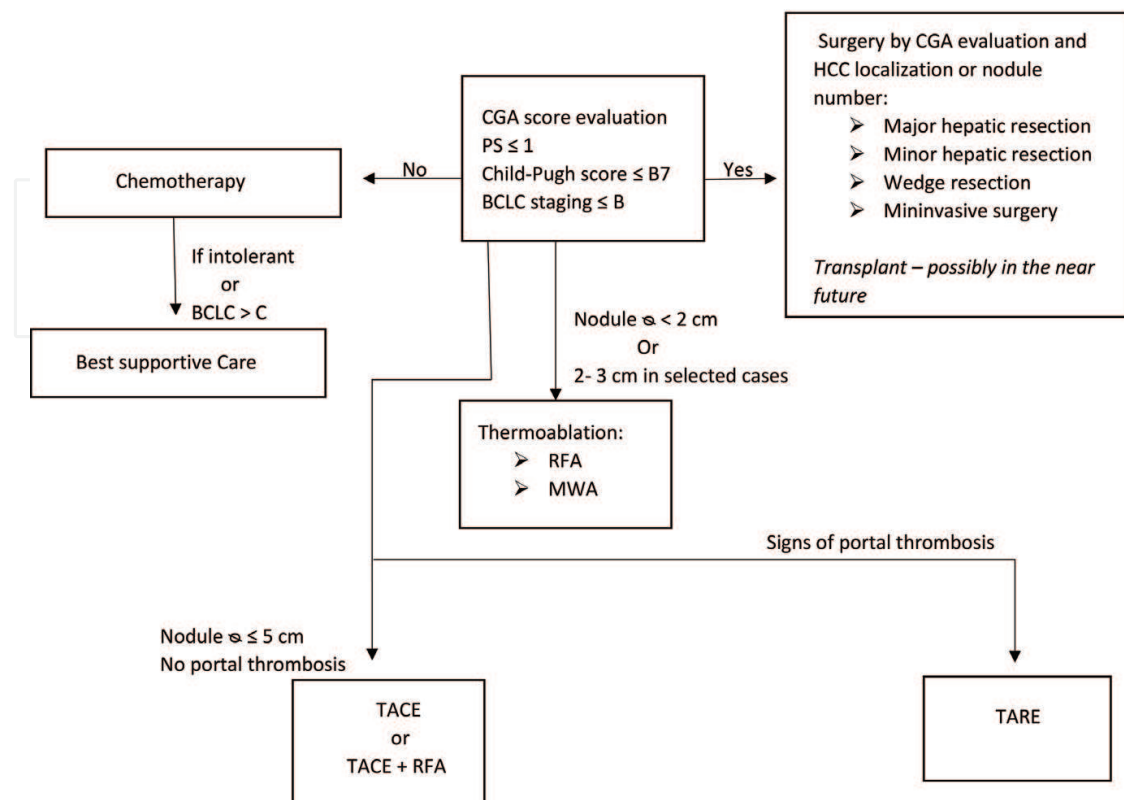 Surgery by CGA evaluation and
HCC localization or nodule
number:
➢ Major hepatic resection
➢ Minor hepatic resection
➢ Wedge resection
➢ Mininvasive surgery
Transplant – possibly in the near
future
CGA score evaluation
PS ≤ 1
Child-Pugh score ≤ B7
BCLC staging ≤ B
No
Yes
Chemotherapy
If intolerant
or
BCLC > C
Best supportive Care
Nodule ⌀ < 2 cm
Or
2- 3 cm in selected cases
Thermoablation:
➢ RFA
➢ MWA
Signs of portal thrombosis
Nodule ⌀ ≤ 5 cm
No portal thrombosis
TACE
or
TACE + RFA
TARE